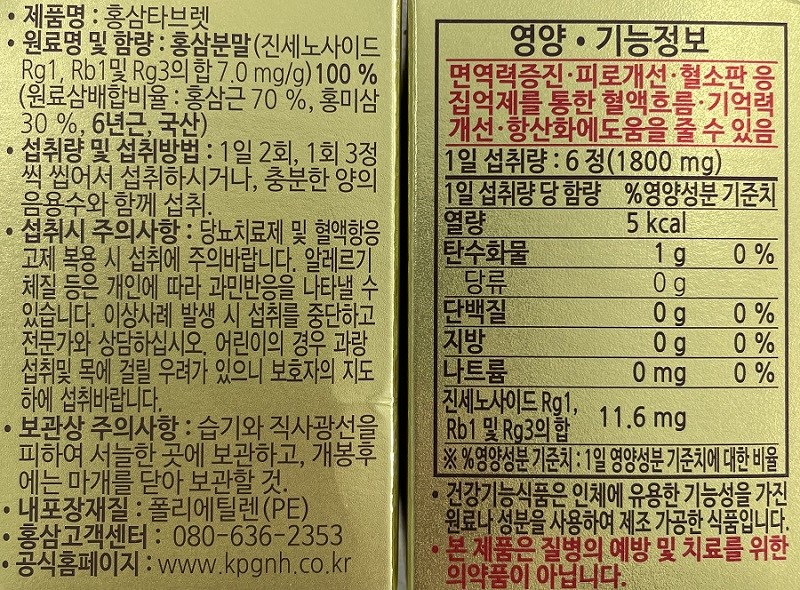 • 제품명 : 홍삼타브렛
• 원료명 및 함량 : 홍삼분말(진세노사이드
Rg1, Rb1및 Rg3의합 7.0 mg/g) 100 %
(원료삼배합비율 : 홍삼근 70 %, 홍미삼
30 %, 6년근, 국산)
• 섭취량 및 섭취방법 : 1일 2회, 1회 3정
씩 씹어서 섭취하시거나, 충분한 양의
음용수와 함께 섭취.
• 섭취시 주의사항 : 당뇨치료제 및 혈액항응
고제 복용 시 섭취에 주의바랍니다. 알레르기
체질 등은 개인에 따라 과민반응을 나타낼 수
있습니다. 이상사례 발생 시 섭취를 중단하고
전문가와 상담하십시오. 어린이의 경우 과량
섭취및 목에 걸릴 우려가 있으니 보호자의 지도
하에 섭취바랍니다.
• 보관상 주의사항 : 습기와 직사광선을
피하여 서늘한 곳에 보관하고, 개봉후
에는 마개를 닫아 보관할 것.
• 내포장재질 : 폴리에틸렌(PE)
• 홍삼고객센터 : 080-636-2353
• 공식홈페이지 : www.kpgnh.co.kr
영양 • 기능정보
면역력증진·피로개선·혈소판 응
집억제를 통한 혈액흐름·기억력
개선·항산화에도움을 줄 수 있음
1일 섭취량 : 6 정(1800 mg)
1일 섭취량 당 함량 %영양성분 기준치
열량 5 kcal
탄수화물 1 g 0 %
당류 0 g
단백질 0 g 0 %
지방 0 g 0 %
나트륨 0 mg 0 %
진세노사이드 Rg1,
Rb1 및 Rg3의 합 11.6 mg
※ %영양성분 기준치 : 1일 영양성분 기준치에 대한 비율
• 건강기능식품은 인체에 유용한 기능성을 가진
원료나 성분을 사용하여 제조 가공한 식품입니다.
• 본 제품은 질병의 예방 및 치료를 위한
의약품이 아닙니다.